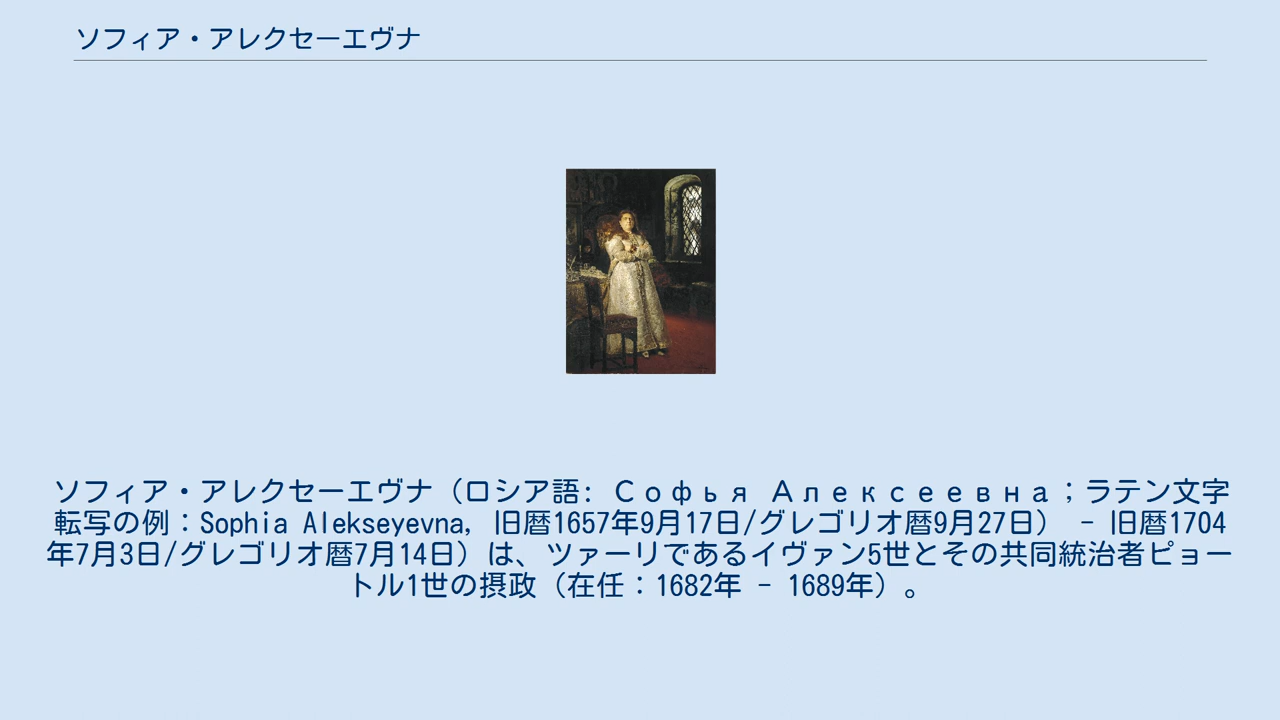 ソフィア・アレクセーエヴナ
ソフィア・アレクセーエヴナ（ロシア語: Софья Алексеевна；ラテン文字
転写の例：Sophia Alekseyevna, 旧暦1657年9月17日/グレゴリオ暦9月27日） - 旧暦1704
年7月3日/グレゴリオ暦7月14日）は、ツァーリであるイヴァン5世とその共同統治者ピョー
トル1世の摂政（在任：1682年 - 1689年）。